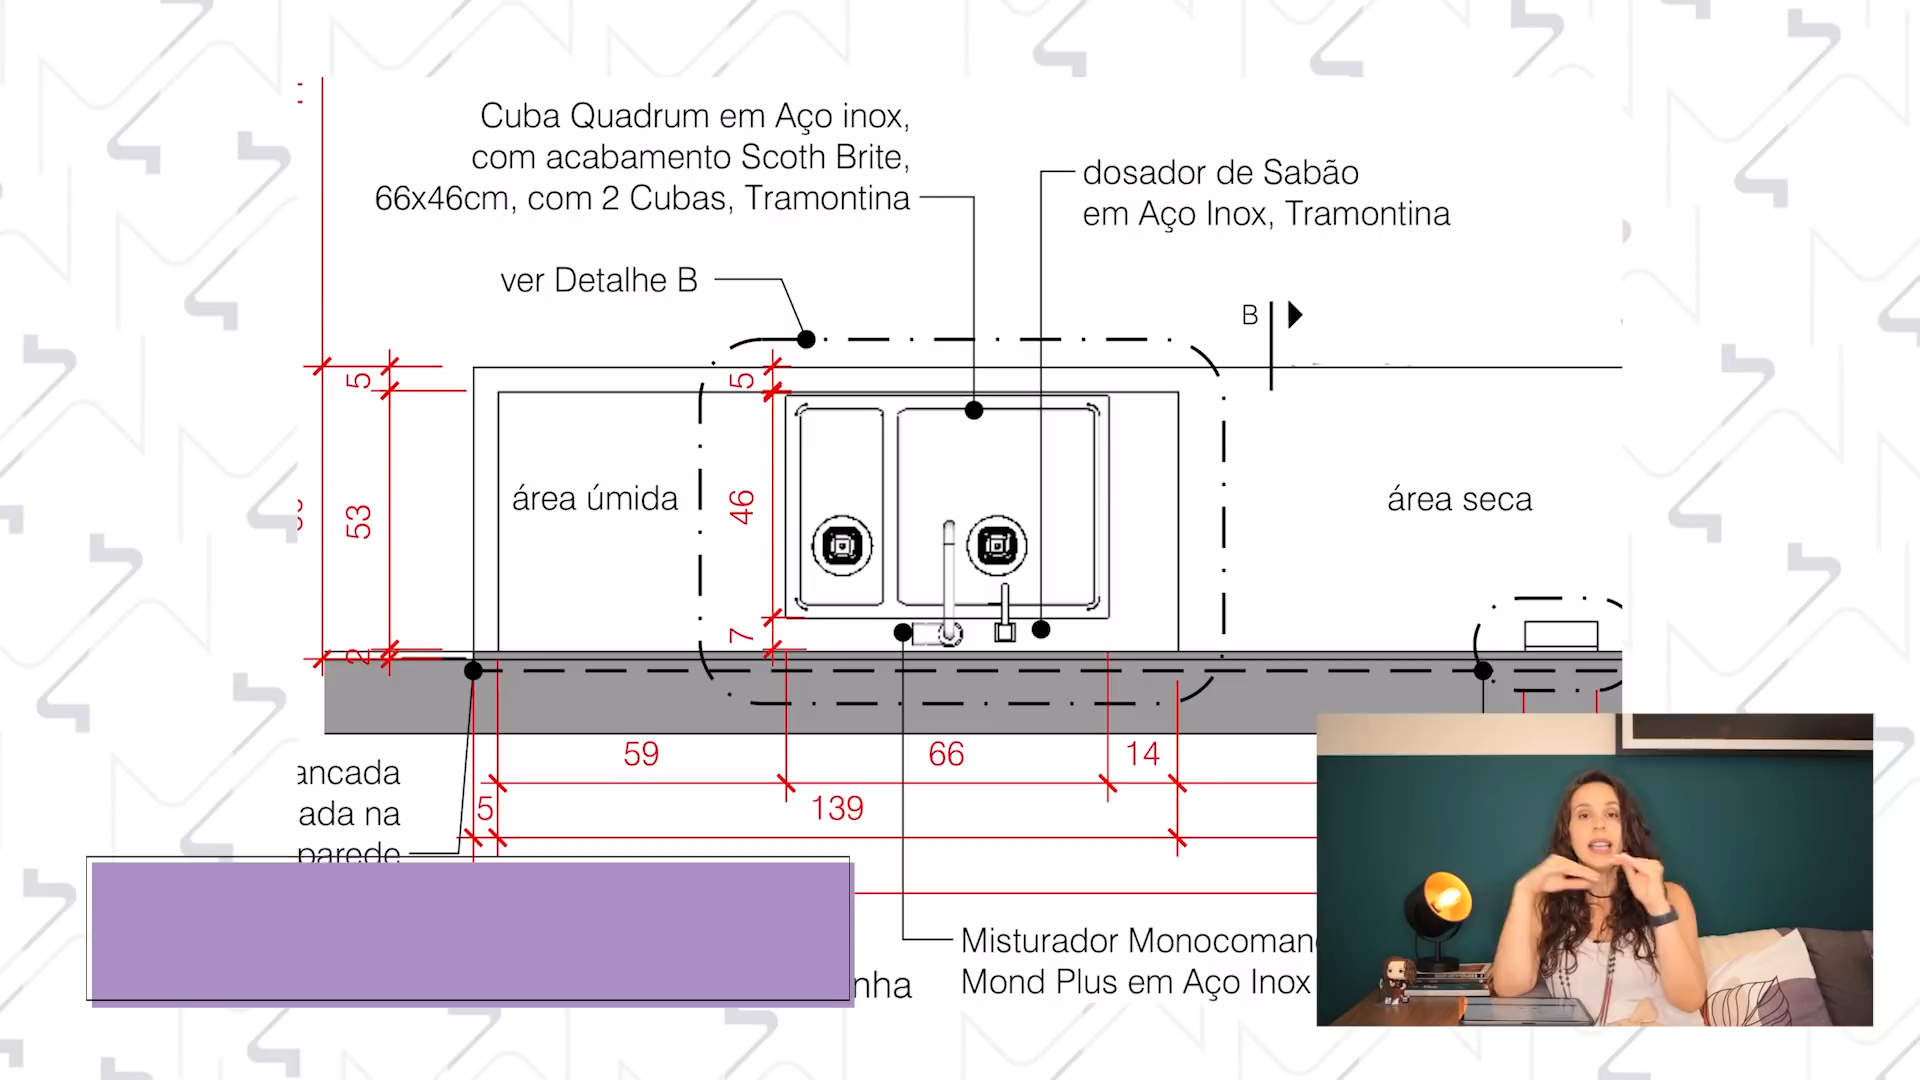 Cuba Quadrum em Aço inox,
com acabamento Scoth Brite,
66x46cm, com 2 Cubas, Tramontina
dosador de Sabão
em Aço Inox, Tramontina
ver Detalhe B
B
5
5
área úmida
46
53
área seca
7
2
59
66
14
5
139
ancada
ada na
parede
Misturador Monocoman
Mond Plus em Aço Inox
nha